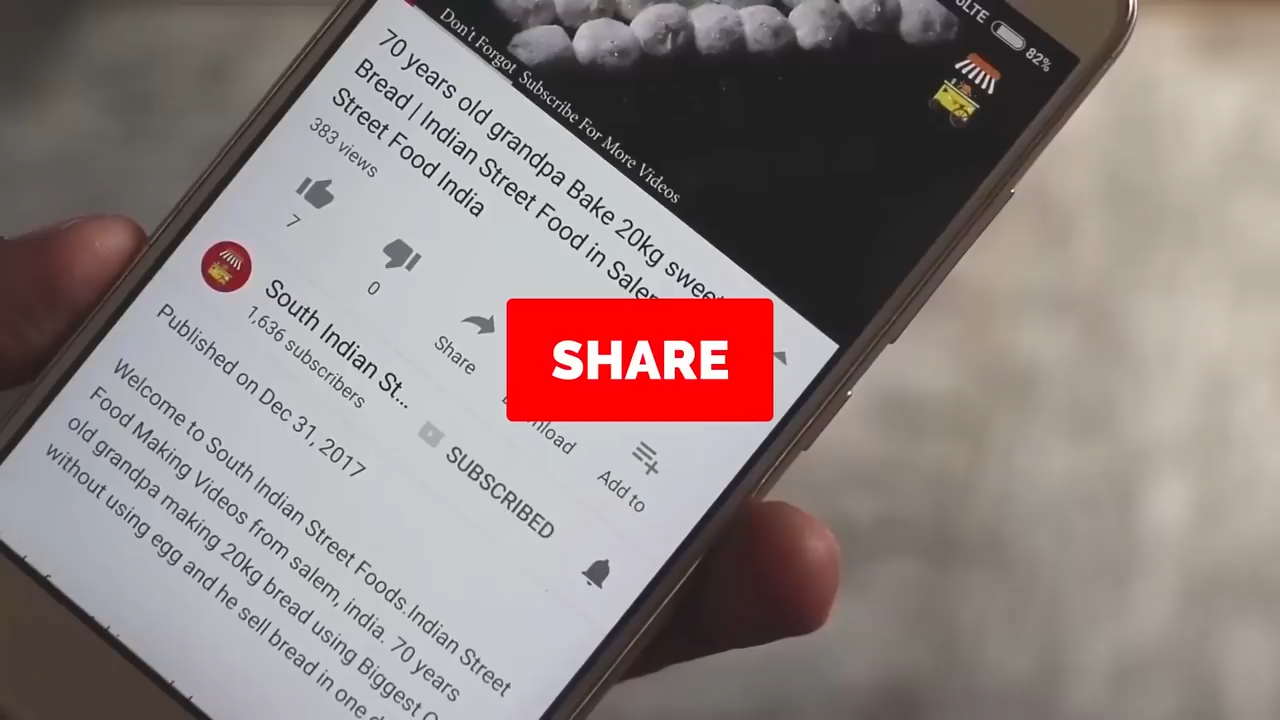 OLTE 82%
Don't Forgot Subscribe For More Videos
70 years old grandpa Bake 20kg sweet
Bread | Indian Street Food in Salem
Street Food India
383 views
7
0
Share
Add to
SHARE
South Indian St...
1,636 subscribers
SUBSCRIBED
Published on Dec 31, 2017
Welcome to South Indian Street Foods.Indian Street
Food Making Videos from salem, india. 70 years
old grandpa making 20kg bread using Biggest
without using egg and he sell bread in one